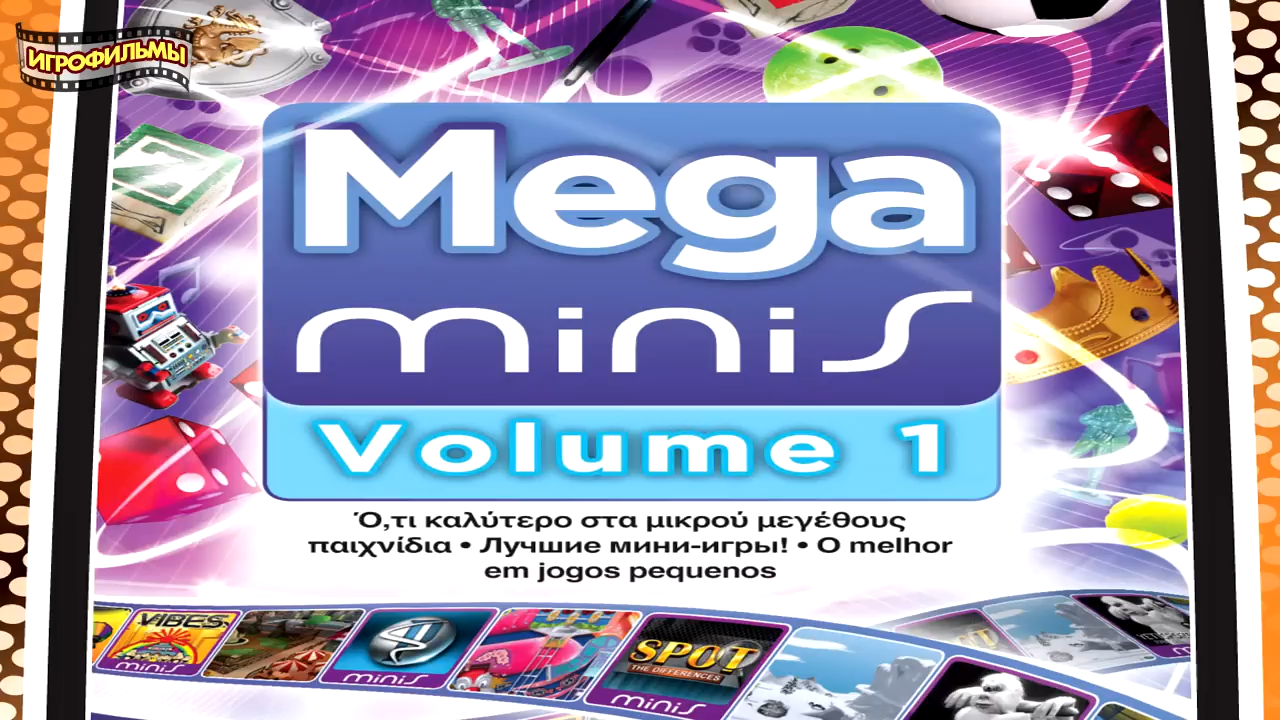 ИГРОФИЛЬМЫ
Mega
minis
Volume 1
Ό,τι καλύτερο στα μικρού μεγέθους
παιχνίδια • Лучшие мини-игры! • O melhor
em jogos pequenos
VIBES
minis
minis
SPOT
THE DIFFERENCES
minis